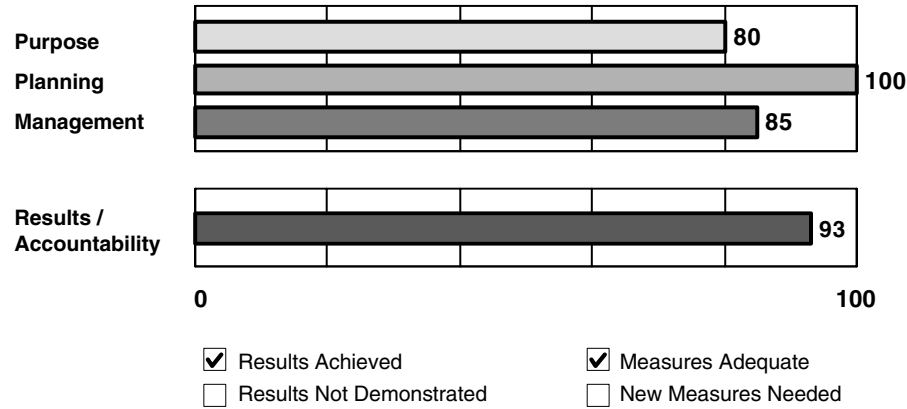 Purpose 80
Planning 100
Management 85
Results / Accountability 93
0 100
Results Achieved Measures Adequate
Results Not Demonstrated New Measures Needed